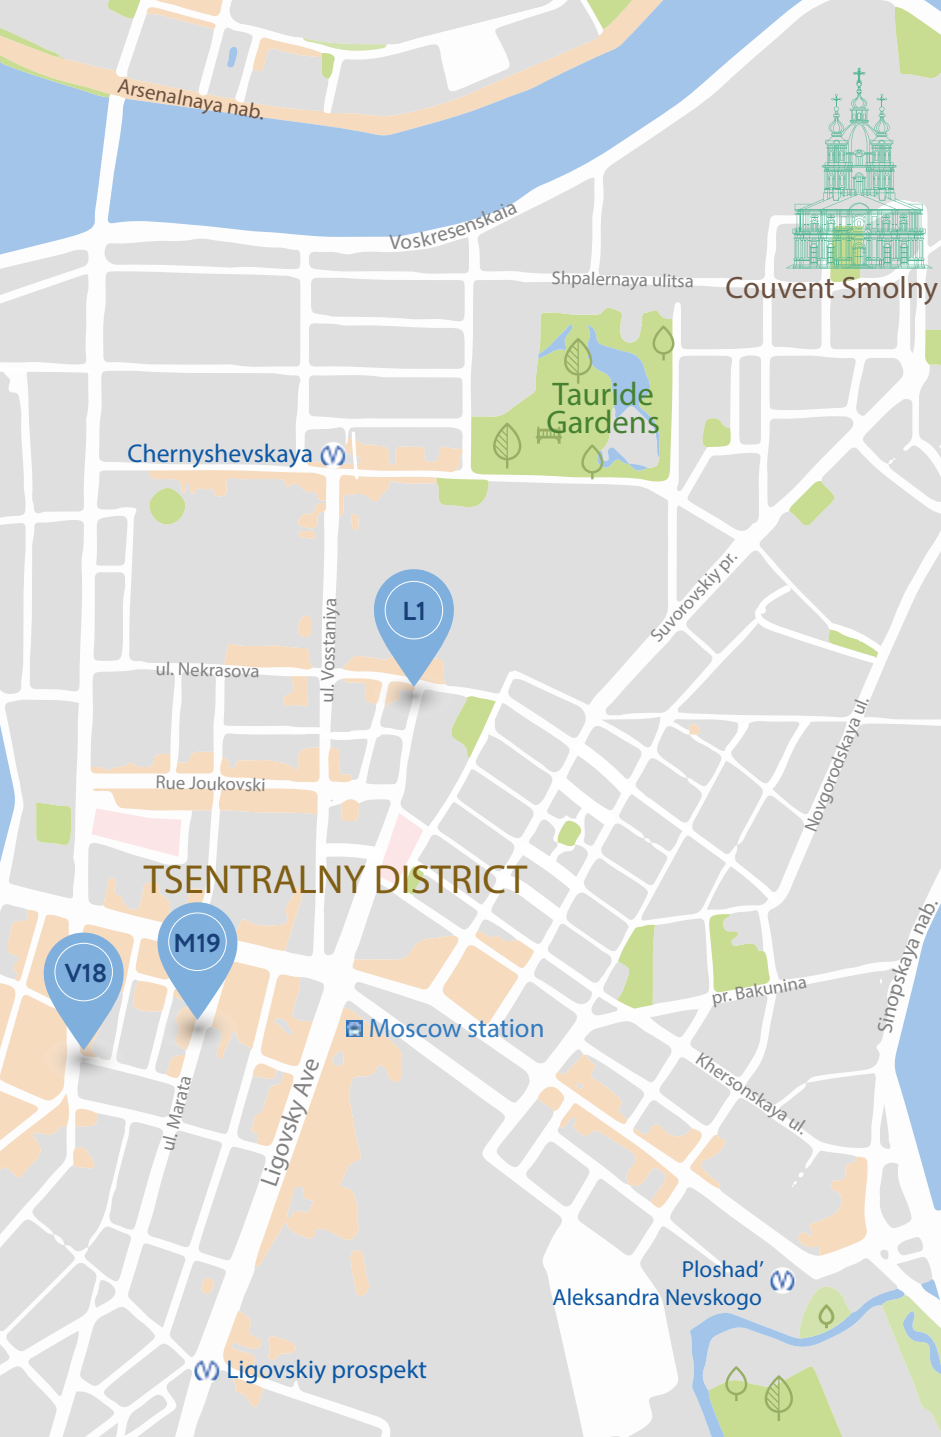 Arsenalnaya nab.
Voskresenskaia
Shpalernaya ulitsa
Couvent Smolny
Tauride
Gardens
Chernyshevskaya
Suvorovskiy pr.
L1
ul. Vosstaniya
ul. Nekrasova
Novgorodskaya ul.
Rue Joukovski
TSENTRALNY DISTRICT
M19
V18
Sinopskaya nab.
pr. Bakunina
Moscow station
Khersonskaya ul.
ul. Marata
Ligovsky Ave
Ploshad’
Aleksandra Nevskogo
Ligovskiy prospekt